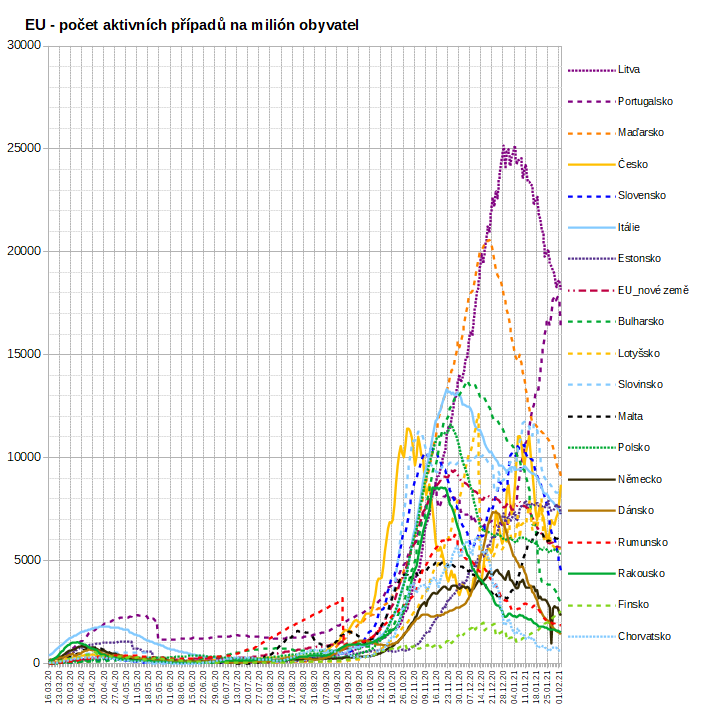 EU - počet aktivních případů na milión obyvatel
30000
25000
20000
15000
10000
5000
0
16.03.20
23.03.20
30.03.20
06.04.20
13.04.20
20.04.20
27.04.20
04.05.20
11.05.20
18.05.20
25.05.20
01.06.20
08.06.20
15.06.20
22.06.20
29.06.20
06.07.20
13.07.20
20.07.20
27.07.20
03.08.20
10.08.20
17.08.20
24.08.20
31.08.20
07.09.20
14.09.20
21.09.20
28.09.20
05.10.20
12.10.20
19.10.20
26.10.20
02.11.20
09.11.20
16.11.20
23.11.20
30.11.20
07.12.20
14.12.20
21.12.20
28.12.20
04.01.21
11.01.21
18.01.21
25.01.21
01.02.21
Litva
Portugalsko
Maďarsko
Česko
Slovensko
Itálie
Estonsko
EU_nové země
Bulharsko
Lotyšsko
Slovinsko
Malta
Polsko
Německo
Dánsko
Rumunsko
Rakousko
Finsko
Chorvatsko